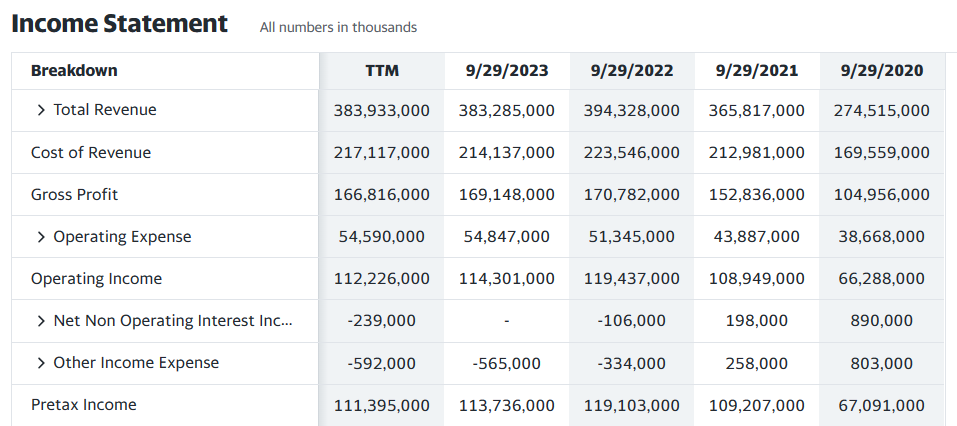 Income Statement All numbers in thousands
Breakdown TTM 9/29/2023 9/29/2022 9/29/2021 9/29/2020
> Total Revenue 383,933,000 383,285,000 394,328,000 365,817,000 274,515,000
Cost of Revenue 217,117,000 214,137,000 223,546,000 212,981,000 169,559,000
Gross Profit 166,816,000 169,148,000 170,782,000 152,836,000 104,956,000
> Operating Expense 54,590,000 54,847,000 51,345,000 43,887,000 38,668,000
Operating Income 112,226,000 114,301,000 119,437,000 108,949,000 66,288,000
> Net Non Operating Interest Inc... -239,000 - -106,000 198,000 890,000
> Other Income Expense -592,000 -565,000 -334,000 258,000 803,000
Pretax Income 111,395,000 113,736,000 119,103,000 109,207,000 67,091,000